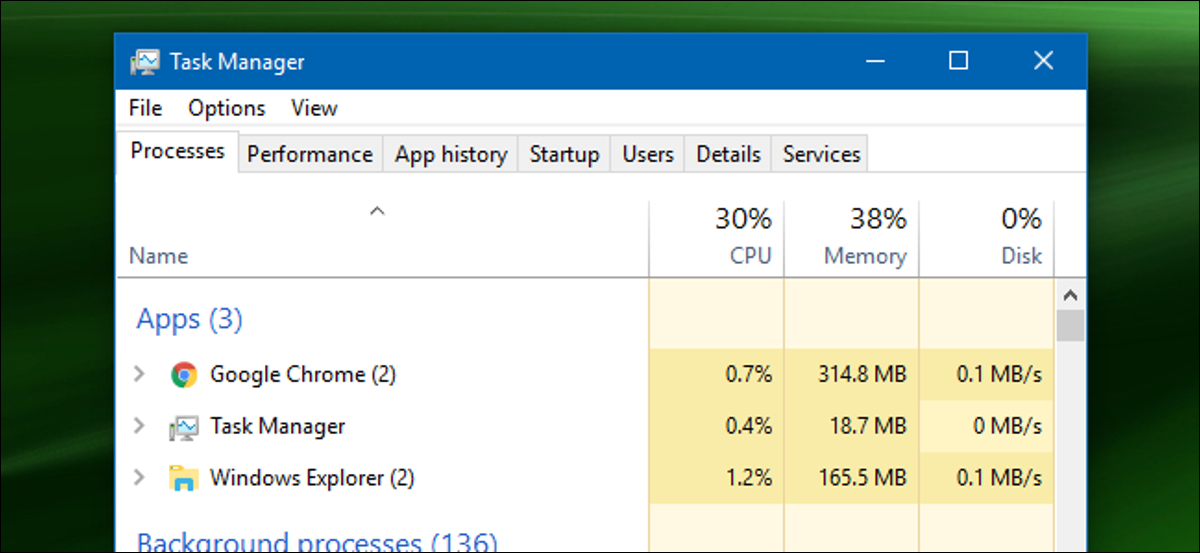 Task Manager
File Options View
Processes Performance App history Startup Users Details Services
30% 38% 0%
Name CPU Memory Disk
Apps (3)
Google Chrome (2) 0.7% 314.8 MB 0.1 MB/s
Task Manager 0.4% 18.7 MB 0 MB/s
Windows Explorer (2) 1.2% 165.5 MB 0.1 MB/s
Background processes (136)